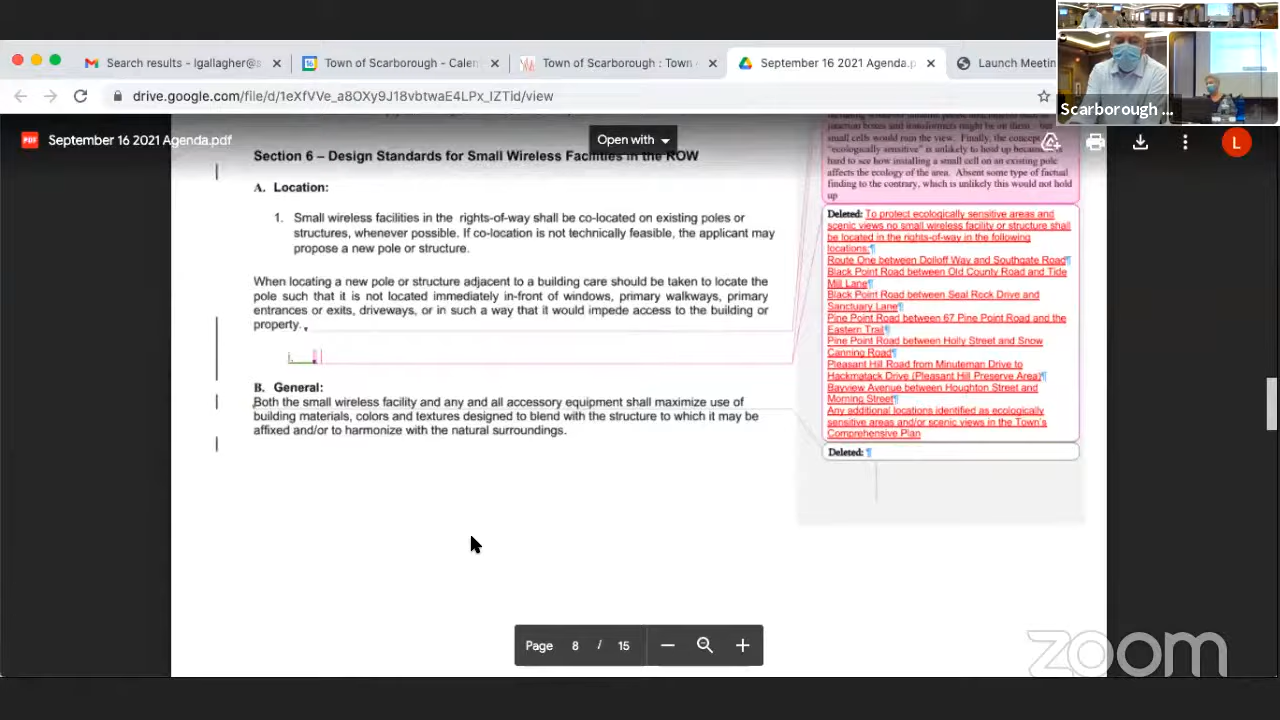 Search results - lgallagher@s
Town of Scarborough - Calen
Town of Scarborough : Town
September 16 2021 Agenda.p
Launch Meetin
drive.google.com/file/d/1eXfVVe_a8OXy9J18vbtwaE4LPx_IZTid/view
Scarborough ...
PDF September 16 2021 Agenda.pdf
Open with
L
Section 6 – Design Standards for Small Wireless Facilities in the ROW
A. Location:
1. Small wireless facilities in the rights-of-way shall be co-located on existing poles or
structures, whenever possible. If co-location is not technically feasible, the applicant may
propose a new pole or structure.
When locating a new pole or structure adjacent to a building care should be taken to locate the
pole such that it is not located immediately in-front of windows, primary walkways, primary
entrances or exits, driveways, or in such a way that it would impede access to the building or
property.
B. General:
Both the small wireless facility and any and all accessory equipment shall maximize use of
building materials, colors and textures designed to blend with the structure to which it may be
affixed and/or to harmonize with the natural surroundings.
junction boxes and transformers might be on them – but
small cells would ruin the view. Finally, the concept
"ecologically sensitive" is unlikely to hold up because
hard to see how installing a small cell on an existing pole
affects the ecology of the area. Absent some type of factual
finding to the contrary, which is unlikely this would not hold
up
Deleted: To protect ecologically sensitive areas and
scenic views no small wireless facility or structure shall
be located in the rights-of-way in the following
locations:¶
Route One between Dolloff Way and Southgate Road¶
Black Point Road between Old County Road and Tide
Mill Lane¶
Black Point Road between Seal Rock Drive and
Sanctuary Lane¶
Pine Point Road between 67 Pine Point Road and the
Eastern Trail¶
Pine Point Road between Holly Street and Snow
Canning Road¶
Pleasant Hill Road from Minuteman Drive to
Hackmatack Drive (Pleasant Hill Preserve Area)¶
Bayview Avenue between Houghton Street and
Morning Street¶
Any additional locations identified as ecologically
sensitive areas and/or scenic views in the Town's
Comprehensive Plan
Deleted: ¶
Page 8 / 15
zoom